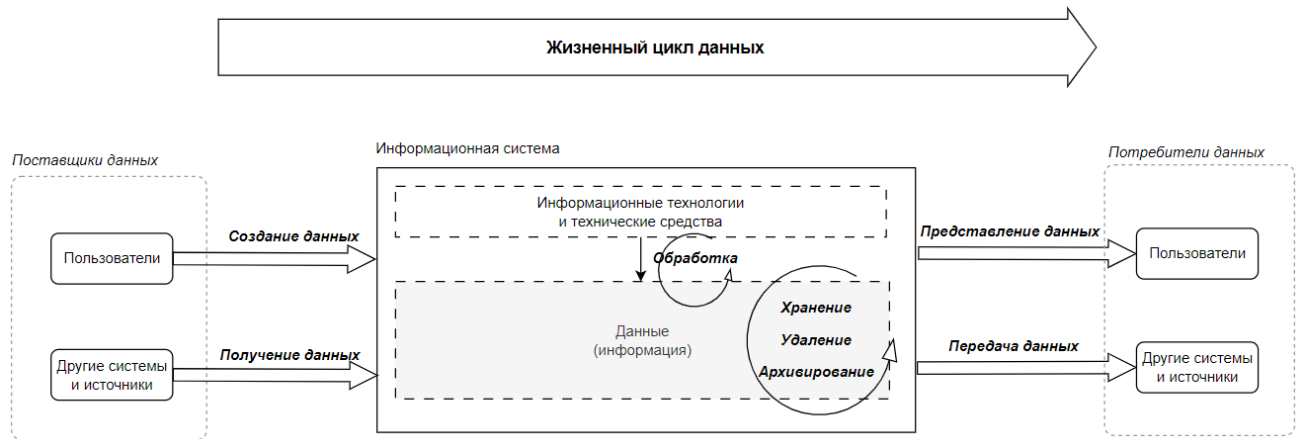 Жизненный цикл данных
Поставщики данных
Информационная система
Потребители данных
Информационные технологии
и технические средства
Создание данных
Пользователи
Обработка
Представление данных
Пользователи
Хранение
Данные
(информация)
Удаление
Архивирование
Получение данных
Другие системы
и источники
Передача данных
Другие системы
и источники